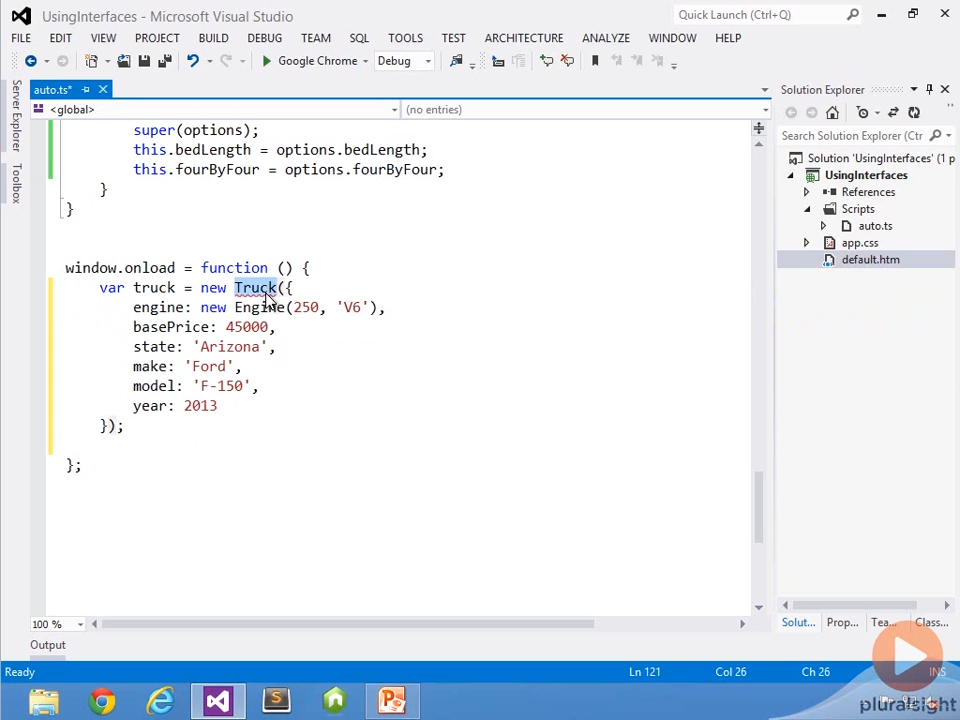 UsingInterfaces - Microsoft Visual Studio
Quick Launch (Ctrl+Q)
FILE EDIT VIEW PROJECT BUILD DEBUG TEAM SQL TOOLS TEST ARCHITECTURE ANALYZE WINDOW HELP
Google Chrome Debug
Server Explorer
Toolbox
auto.ts*
<global> (no entries)
super(options);
this.bedLength = options.bedLength;
this.fourByFour = options.fourByFour;
}
}
window.onload = function () {
var truck = new Truck({
engine: new Engine(250, 'V6'),
basePrice: 45000,
state: 'Arizona',
make: 'Ford',
model: 'F-150',
year: 2013
});
};
100 %
Solution Explorer
Search Solution Explorer (Ctr
Solution 'UsingInterfaces' (1 p
UsingInterfaces
References
Scripts
auto.ts
app.css
default.htm
Solut... Prop... Tea... Class...
Output
Ready Ln 121 Col 26 Ch 26 INS
pluralsight